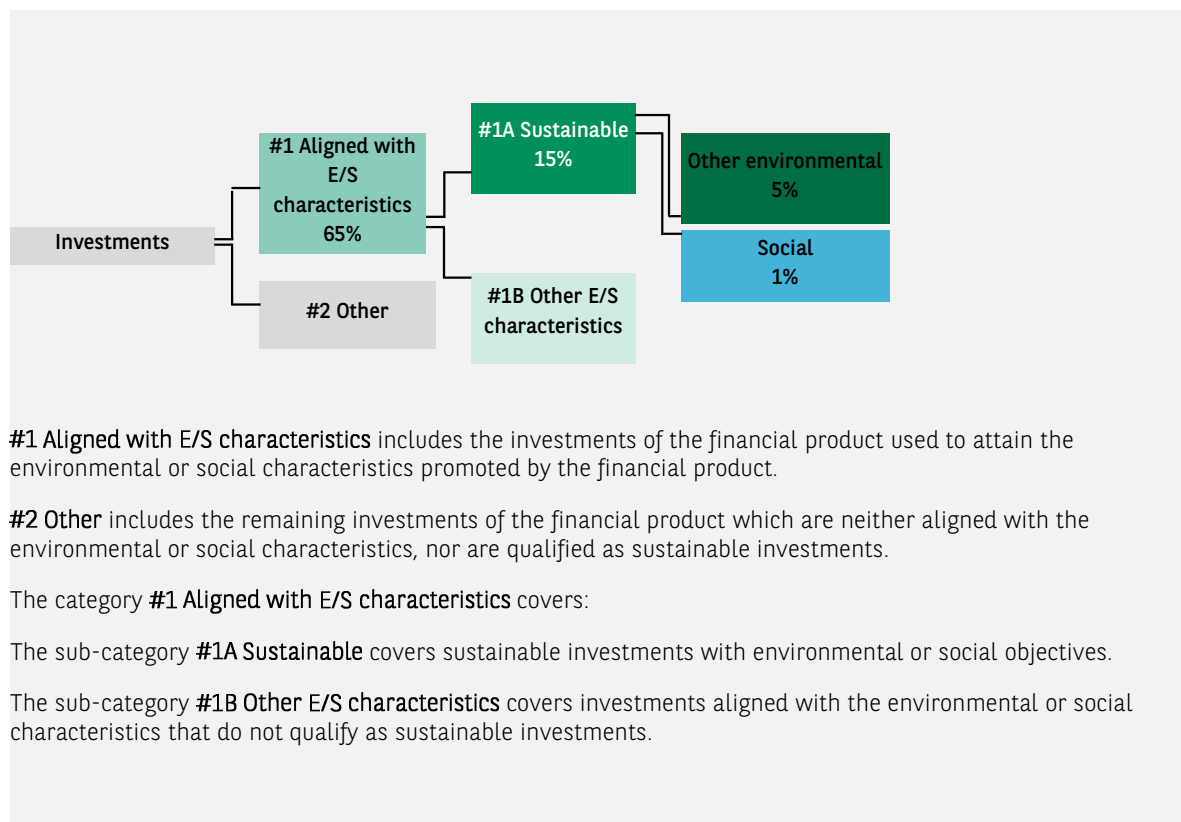 #1A Sustainable
15%
#1 Aligned with
E/S
characteristics
65%
Other environmental
5%
Investments
Social
1%
#2 Other
#1B Other E/S
characteristics
#1 Aligned with E/S characteristics includes the investments of the financial product used to attain the
environmental or social characteristics promoted by the financial product.
#2 Other includes the remaining investments of the financial product which are neither aligned with the
environmental or social characteristics, nor are qualified as sustainable investments.
The category #1 Aligned with E/S characteristics covers:
The sub-category #1A Sustainable covers sustainable investments with environmental or social objectives.
The sub-category #1B Other E/S characteristics covers investments aligned with the environmental or social
characteristics that do not qualify as sustainable investments.